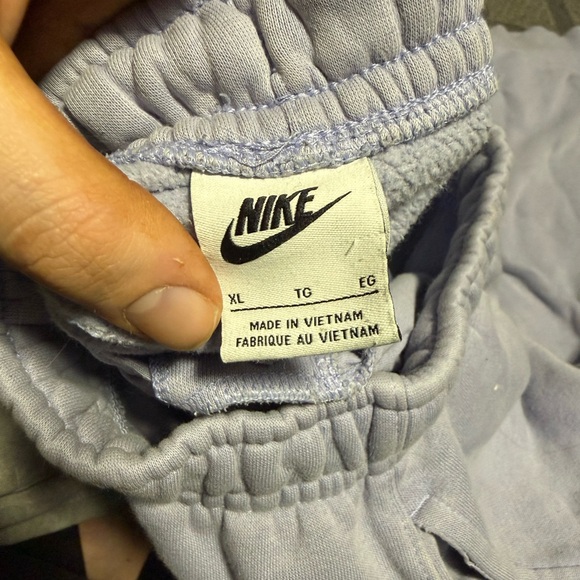 NIKE
XL TG EG
MADE IN VIETNAM
FABRIQUE AU VIETNAM